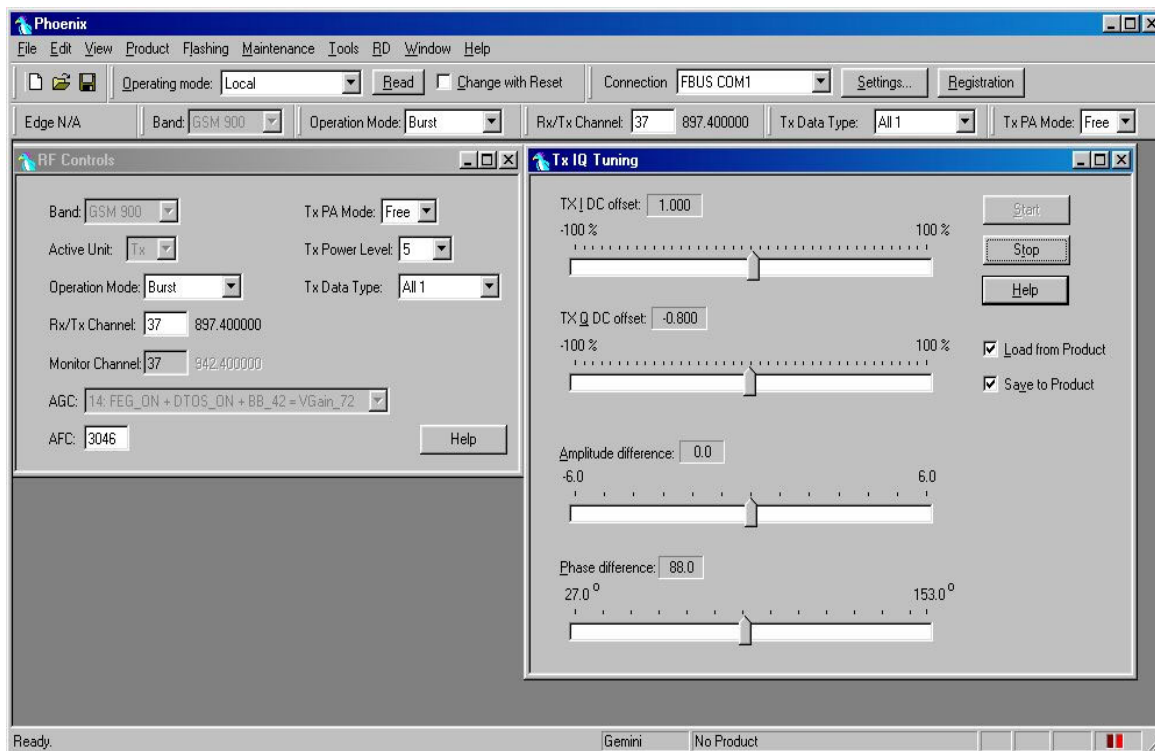 Phoenix
File Edit View Product Flashing Maintenance Tools RD Window Help
Operating mode: Local Read Change with Reset Connection FBUS COM1 Settings... Registration
Edge N/A Band: GSM 900 Operation Mode: Burst Rx/Tx Channel: 37 897.400000 Tx Data Type: All 1 Tx PA Mode: Free
RF Controls
Band: GSM 900 Tx PA Mode: Free
Active Unit: Tx Tx Power Level: 5
Operation Mode: Burst Tx Data Type: All 1
Rx/Tx Channel: 37 897.400000
Monitor Channel: 37 942.400000
AGC: 14: FEG_ON + DTOS_ON + BB_42 = VGain_72
AFC: 3046 Help
Tx IQ Tuning
TX I DC offset: 1.000
-100 % 100 %
Start
Stop
Help
TX Q DC offset: -0.800
-100 % 100 %
Load from Product
Save to Product
Amplitude difference: 0.0
-6.0 6.0
Phase difference: 88.0
27.0 º 153.0 º
Ready. Gemini No Product